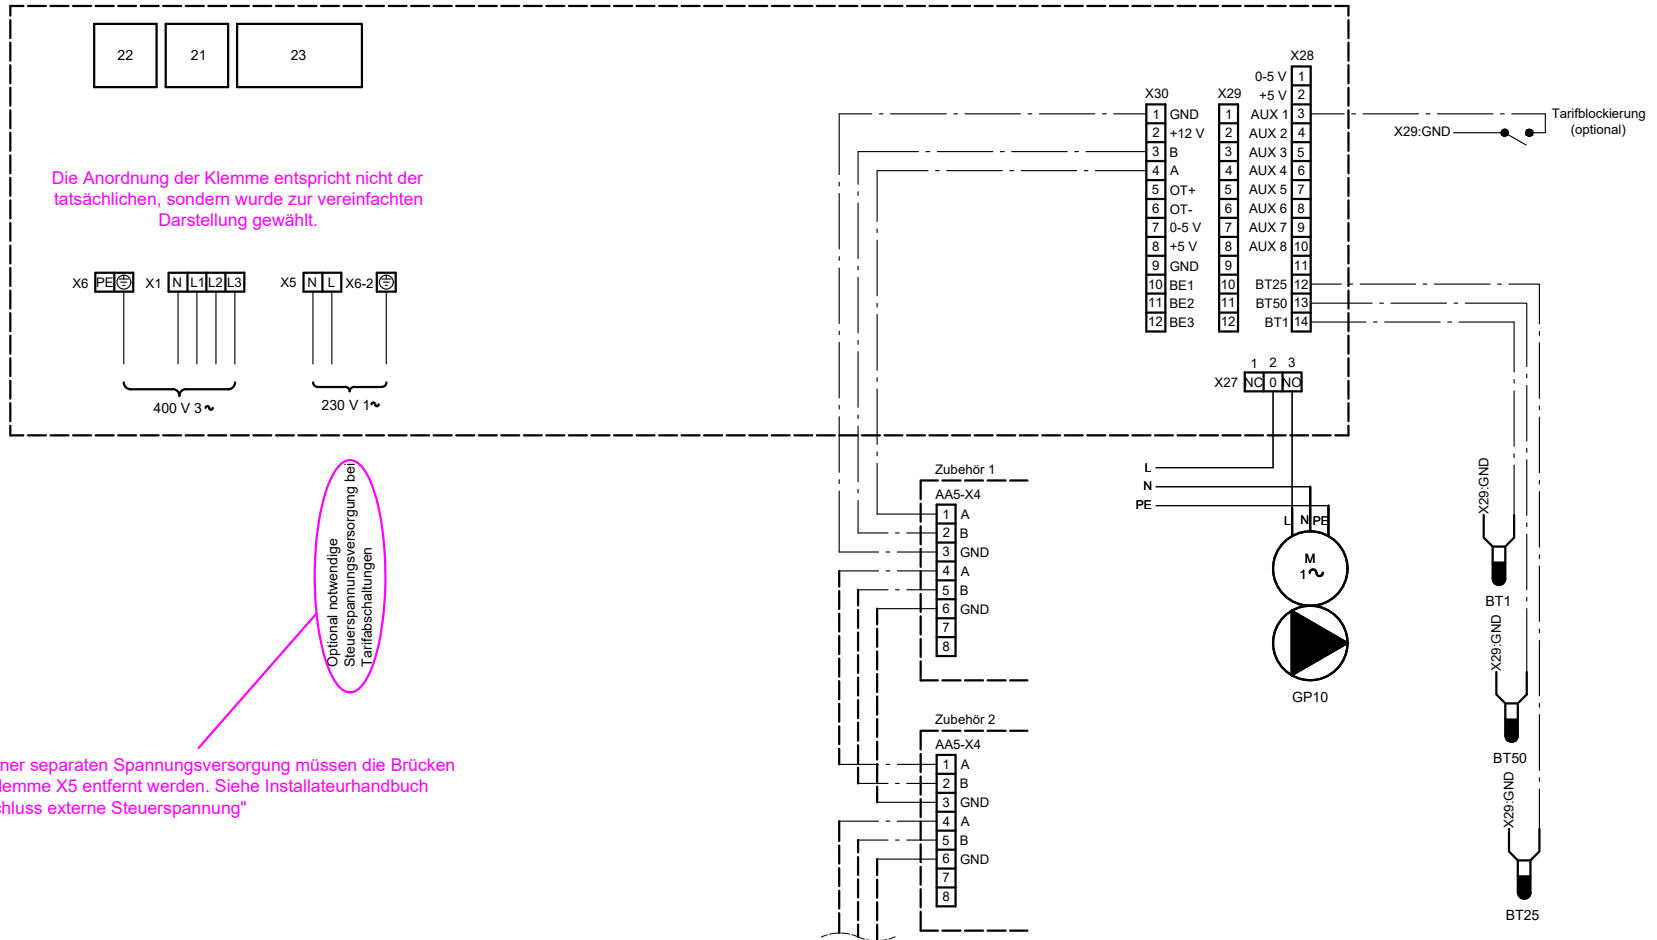 22 21 23
Die Anordnung der Klemme entspricht nicht der
tatsächlichen, sondern wurde zur vereinfachten
Darstellung gewählt.
X6 PE X1 N L1 L2 L3 X5 N L X6-2
400 V 3~ 230 V 1~
X30
1 GND
2 +12 V
3 B
4 A
5 OT+
6 OT-
7 0-5 V
8 +5 V
9 GND
10 BE1
11 BE2
12 BE3
X29
1
2
3
4
5
6
7
8
9
10
11
12
X28
0-5 V 1
+5 V 2
AUX 1 3
AUX 2 4
AUX 3 5
AUX 4 6
AUX 5 7
AUX 6 8
AUX 7 9
AUX 8 10
11
BT25 12
BT50 13
BT1 14
X29:GND
Tarifblockierung
(optional)
1 2 3
X27 NC 0 NO
L
N
PE
L N PE
M
1~
GP10
X29:GND
BT1
X29:GND
BT50
X29:GND
BT25
Optional notwendige
Steuerspannungsversorgung bei
Tarifabschaltungen
ner separaten Spannungsversorgung müssen die Brücken
lemme X5 entfernt werden. Siehe Installateurhandbuch
chluss externe Steuerspannung"
Zubehör 1
AA5-X4
1 A
2 B
3 GND
4 A
5 B
6 GND
7
8
Zubehör 2
AA5-X4
1 A
2 B
3 GND
4 A
5 B
6 GND
7
8